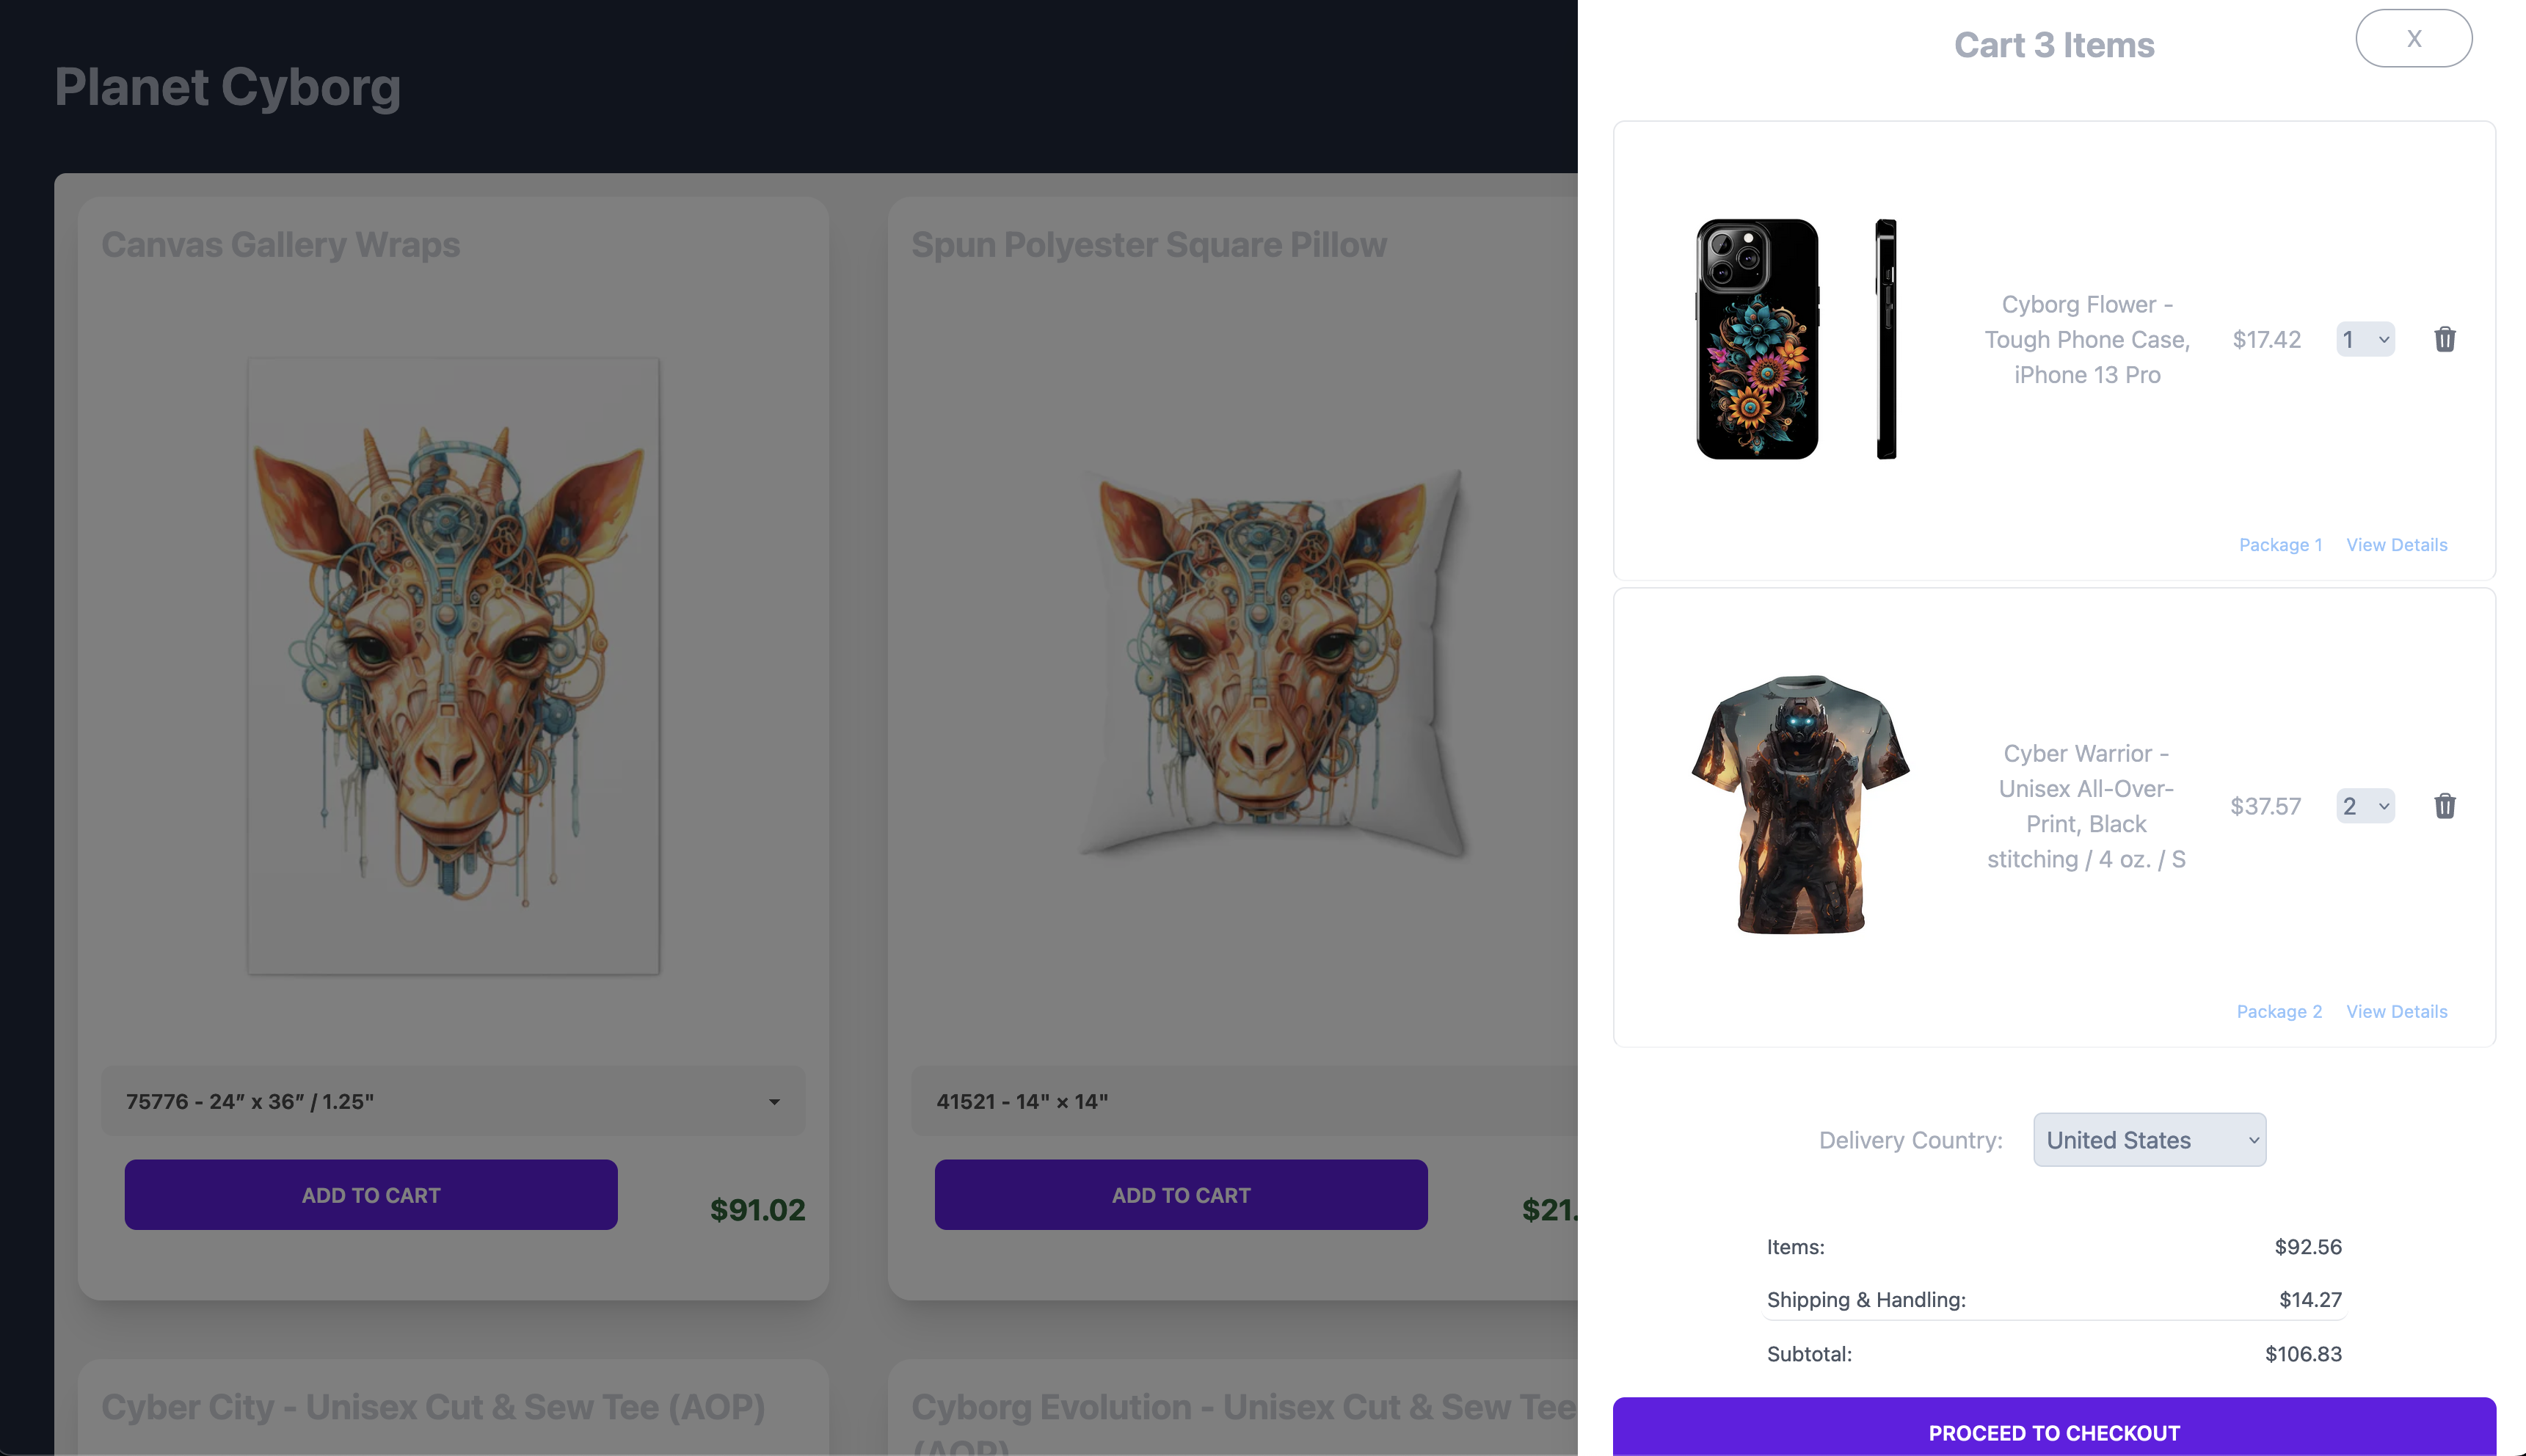 Planet Cyborg
Canvas Gallery Wraps
75776 - 24″ x 36″ / 1.25"
ADD TO CART
$91.02
Spun Polyester Square Pillow
41521 - 14" × 14"
ADD TO CART
$21.
Cyber City - Unisex Cut & Sew Tee (AOP)
Cyborg Evolution - Unisex Cut & Sew Tee
(AOP)
Cart 3 Items
X
Cyborg Flower -
Tough Phone Case,
iPhone 13 Pro
$17.42
1
Package 1
View Details
Cyber Warrior -
Unisex All-Over-
Print, Black
stitching / 4 oz. / S
$37.57
2
Package 2
View Details
Delivery Country:
United States
Items:
$92.56
Shipping & Handling:
$14.27
Subtotal:
$106.83
PROCEED TO CHECKOUT